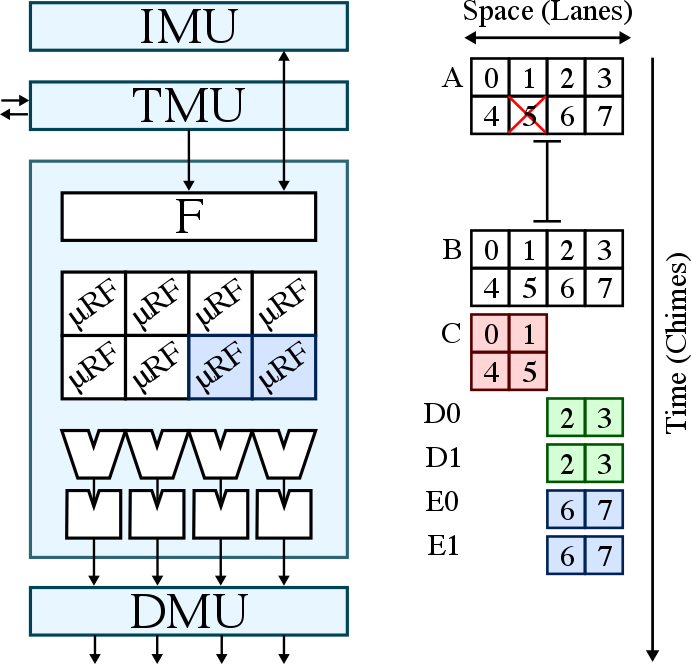 IMU
TMU
F
μRF μRF μRF μRF
μRF μRF μRF μRF
DMU
Space (Lanes)
A
0 1 2 3
4 5 6 7
B
0 1 2 3
4 5 6 7
C
0 1
4 5
D0
2 3
D1
2 3
E0
6 7
E1
6 7
Time (Chimes)